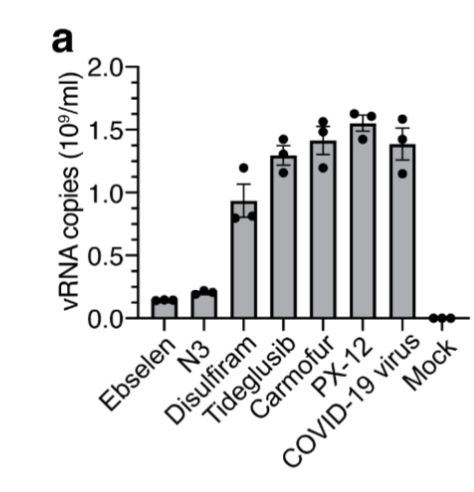 a
vRNA copies (10⁹/ml)
2.0
1.5
1.0
0.5
0.0
Ebselen
N3
Disulfiram
Tideglusib
Carmofur
PX-12
COVID-19 virus
Mock